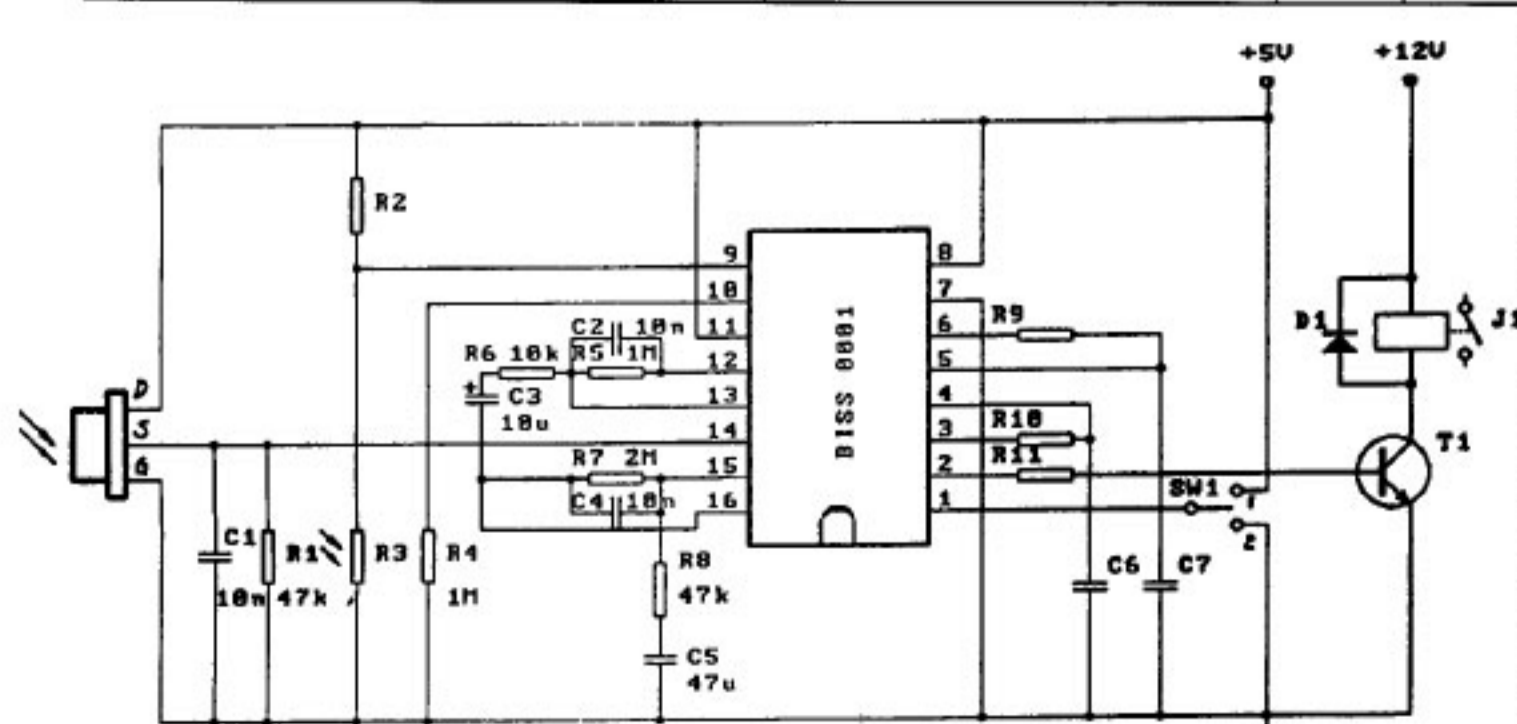 +5V +12V
R2
9 8
10 7
C2 10n 11 6 R9
R6 10k R5 1M 12 5
C3 13 4
10u
BISS 0001
D1 J1
D
S 14 3 R10
G R7 2M 15 2 R11
C4 10n 16 1 SW1 1
2
T1
C1 R1 R3 R4 R8 C6 C7
10n 47k 1M 47k
C5
47u